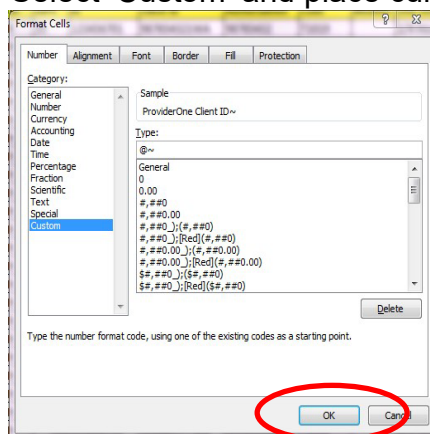 Select "Custom" and place cur
Format Cells
Number Alignment Font Border Fill Protection
Category:
General
Number
Currency
Accounting
Date
Time
Percentage
Fraction
Scientific
Text
Special
Custom
Sample
ProviderOne Client ID~
Type:
@~
General
0
0.00
#,##0
#,##0.00
#,##0_);(#,##0)
#,##0_);[Red](#,##0)
#,##0.00_);(#,##0.00)
#,##0.00_);[Red](#,##0.00)
$#,##0_);($#,##0)
$#,##0_);[Red]($#,##0)
Delete
Type the number format code, using one of the existing codes as a starting point.
OK Cancel